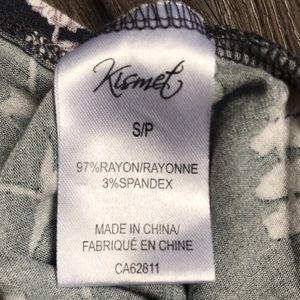 Kismet
S/P
97%RAYON/RAYONNE
3%SPANDEX
MADE IN CHINA/
FABRIQUÉ EN CHINE
CA62811